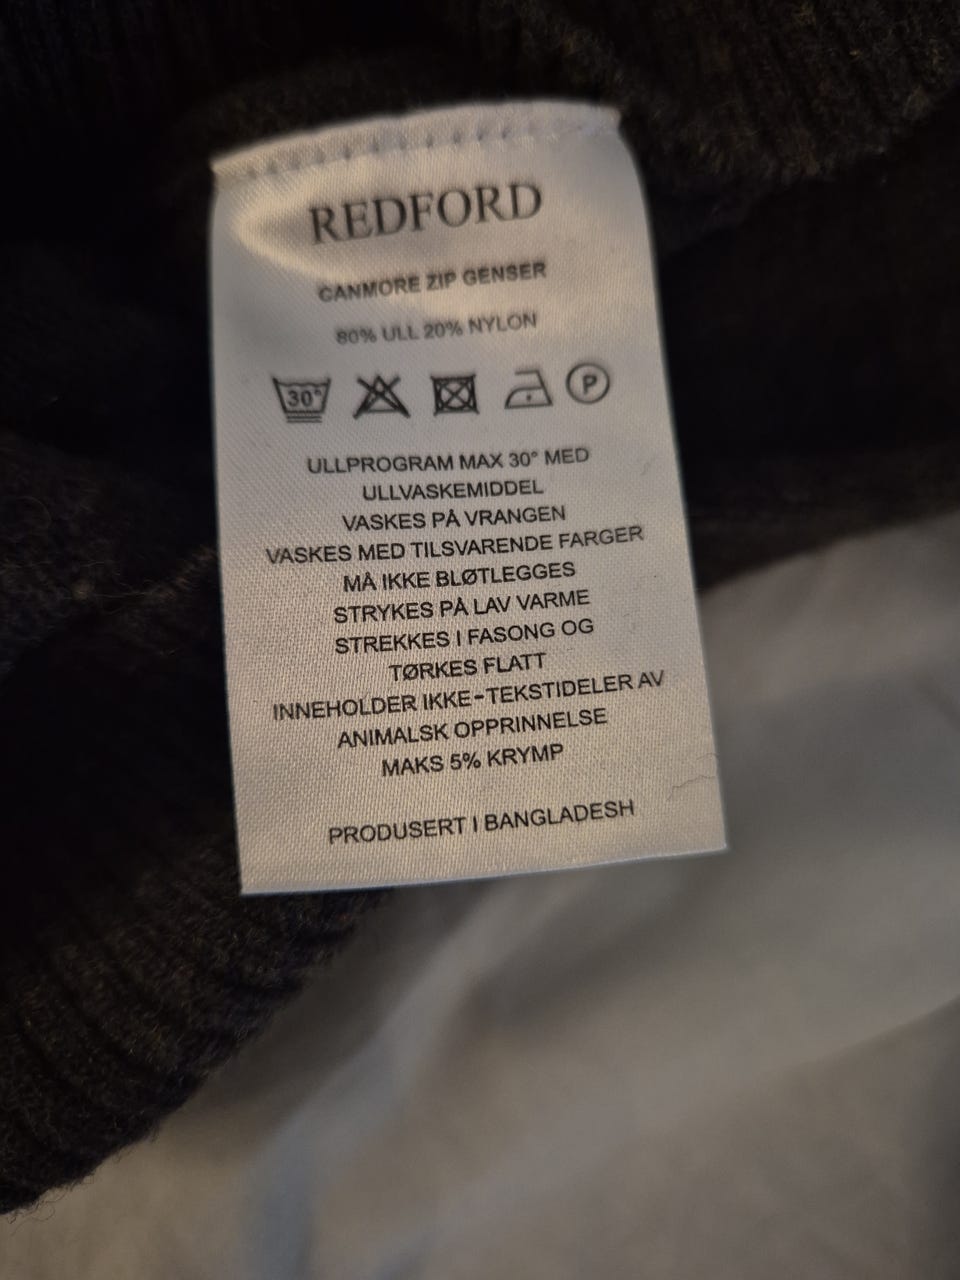 REDFORD
CANMORE ZIP GENSER
80% ULL 20% NYLON
30° P
ULLPROGRAM MAX 30° MED
ULLVASKEMIDDEL
VASKES PÅ VRANGEN
VASKES MED TILSVARENDE FARGER
MÅ IKKE BLØTLEGGES
STRYKES PÅ LAV VARME
STREKKES I FASONG OG
TØRKES FLATT
INNEHOLDER IKKE-TEKSTIDELER AV
ANIMALSK OPPRINNELSE
MAKS 5% KRYMP
PRODUSERT I BANGLADESH